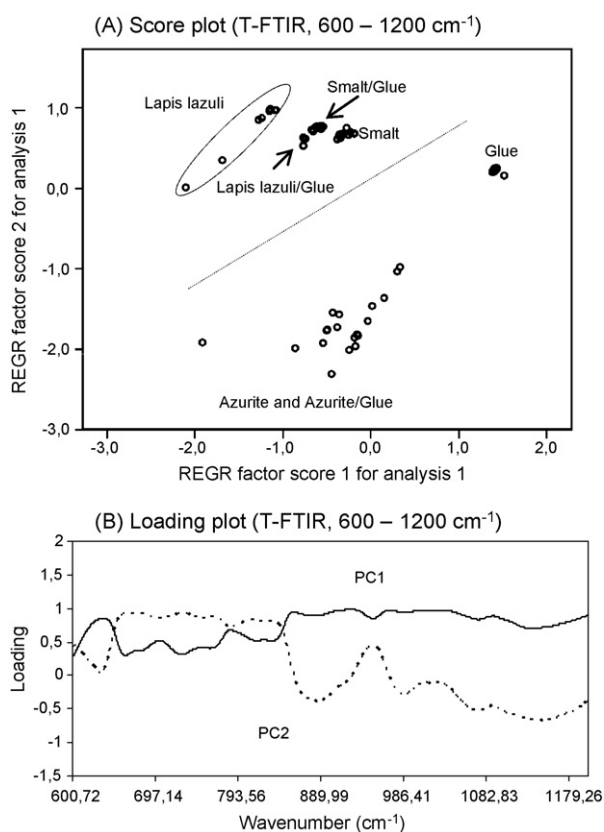 (A) Score plot (T-FTIR, 600 – 1200 cm-1)
REGR factor score 2 for analysis 1
1,0
0,0
-1,0
-2,0
-3,0
Lapis lazuli
Smalt/Glue
Smalt
Glue
Lapis lazuli/Glue
Azurite and Azurite/Glue
-3,0 -2,0 -1,0 0,0 1,0 2,0
REGR factor score 1 for analysis 1
(B) Loading plot (T-FTIR, 600 – 1200 cm-1)
Loading
2
1,5
1
0,5
0
-0,5
-1
-1,5
PC1
PC2
600,72 697,14 793,56 889,99 986,41 1082,83 1179,26
Wavenumber (cm-1)